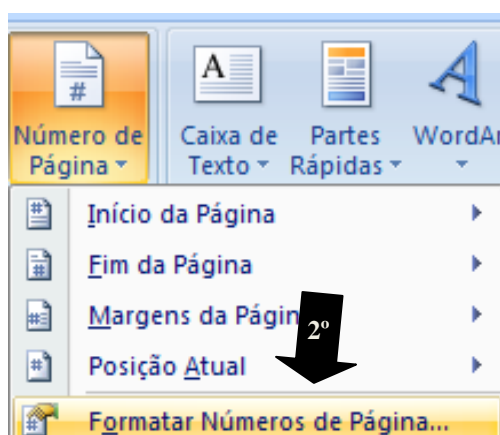 Número de Página
Caixa de Texto
Partes Rápidas
WordAr
Início da Página
Fim da Página
Margens da Págin
2º
Posição Atual
Formatar Números de Página...